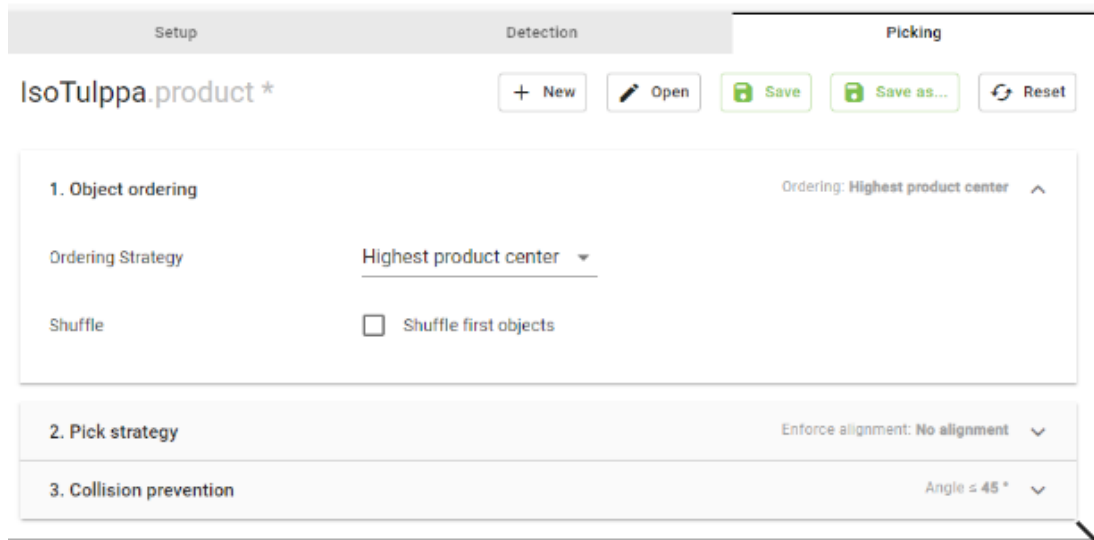 Setup Detection Picking
IsoTulppa.product * New Open Save Save as... Reset
1. Object ordering Ordering: Highest product center
Ordering Strategy Highest product center
Shuffle Shuffle first objects
2. Pick strategy Enforce alignment: No alignment
3. Collision prevention Angle ≤ 45 °